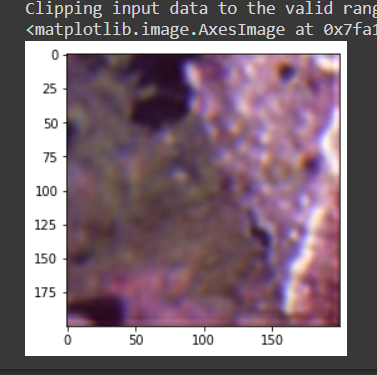 Clipping input data to the valid rang
<matplotlib.image.AxesImage at 0x7fa1
0
25
50
75
100
125
150
175
0 50 100 150